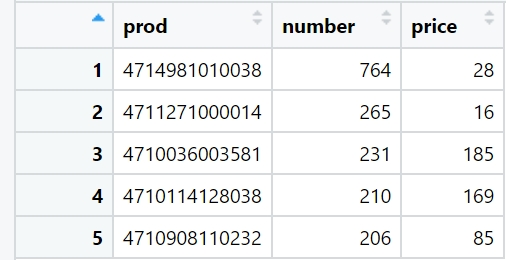 prod number price
1 4714981010038 764 28
2 4711271000014 265 16
3 4710036003581 231 185
4 4710114128038 210 169
5 4710908110232 206 85